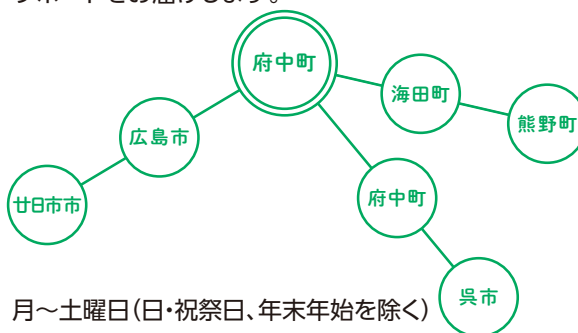 府中町
海田町
熊野町
広島市
府中町
廿日市市
呉市
月~土曜日(日・祝祭日、年末年始を除く)